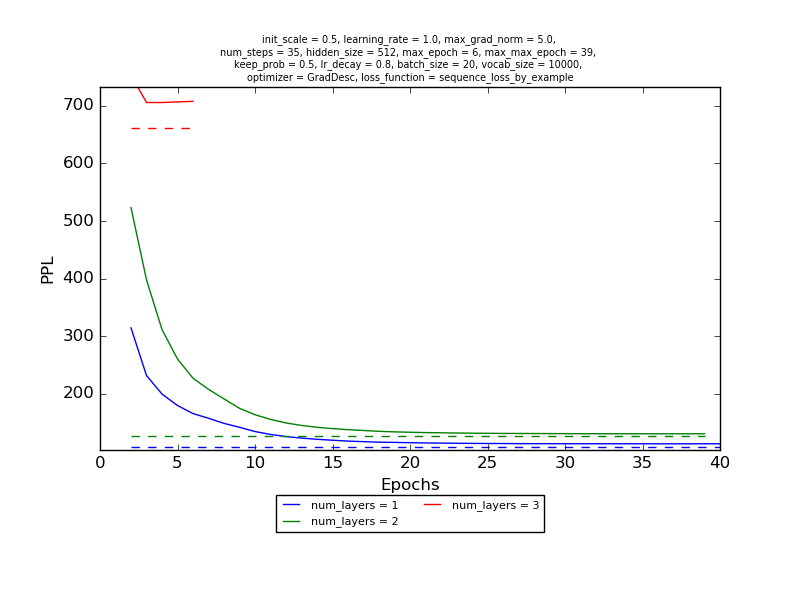 init_scale = 0.5, learning_rate = 1.0, max_grad_norm = 5.0,
num_steps = 35, hidden_size = 512, max_epoch = 6, max_max_epoch = 39,
keep_prob = 0.5, lr_decay = 0.8, batch_size = 20, vocab_size = 10000,
optimizer = GradDesc, loss_function = sequence_loss_by_example
700
600
500
400
300
200
PPL
0 5 10 15 20 25 30 35 40
Epochs
num_layers = 1 num_layers = 3
num_layers = 2